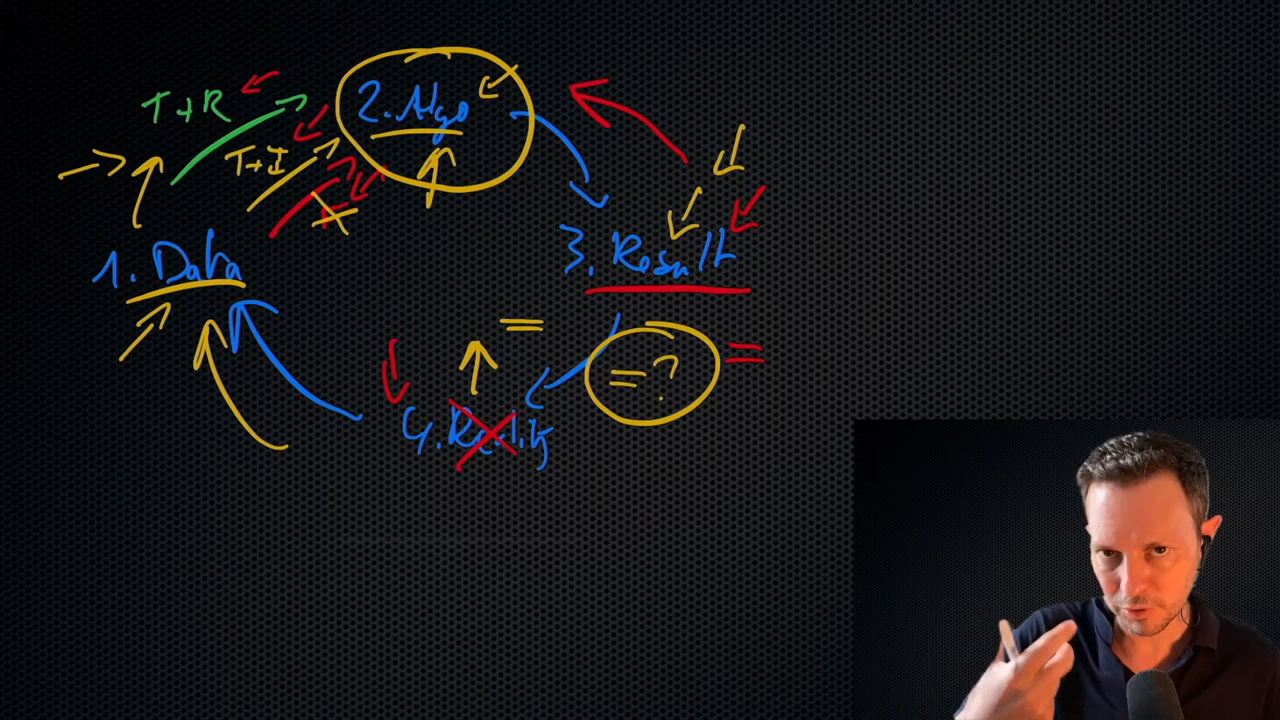 T+R
2. Algo
T+I
1. Data
3. Result
= ?
4. Reality